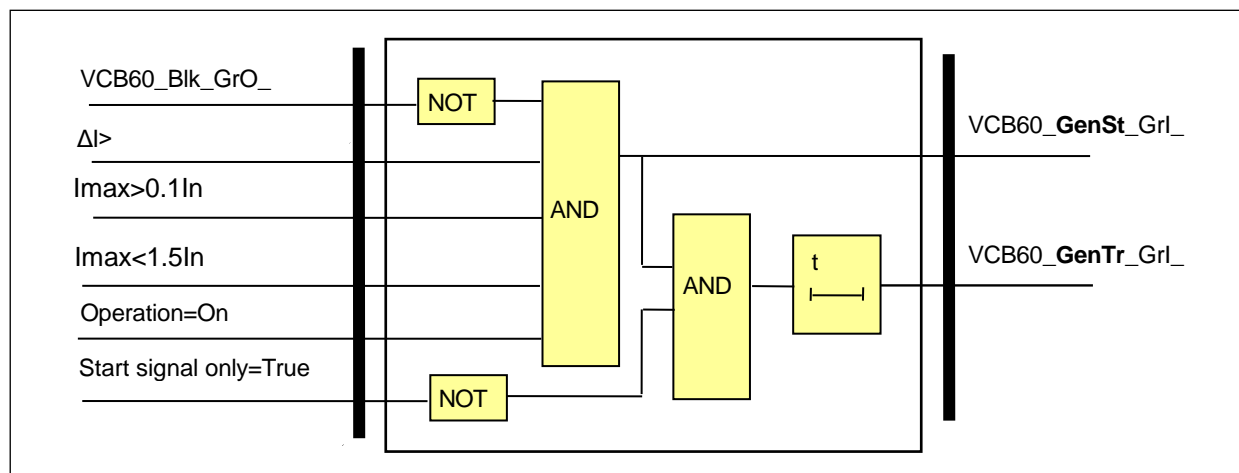 VCB60_Blk_GrO_
NOT
ΔI>
Imax>0.1In
AND
Imax<1.5In
Operation=On
Start signal only=True
NOT
AND
t
VCB60_GenSt_GrI_
VCB60_GenTr_GrI_